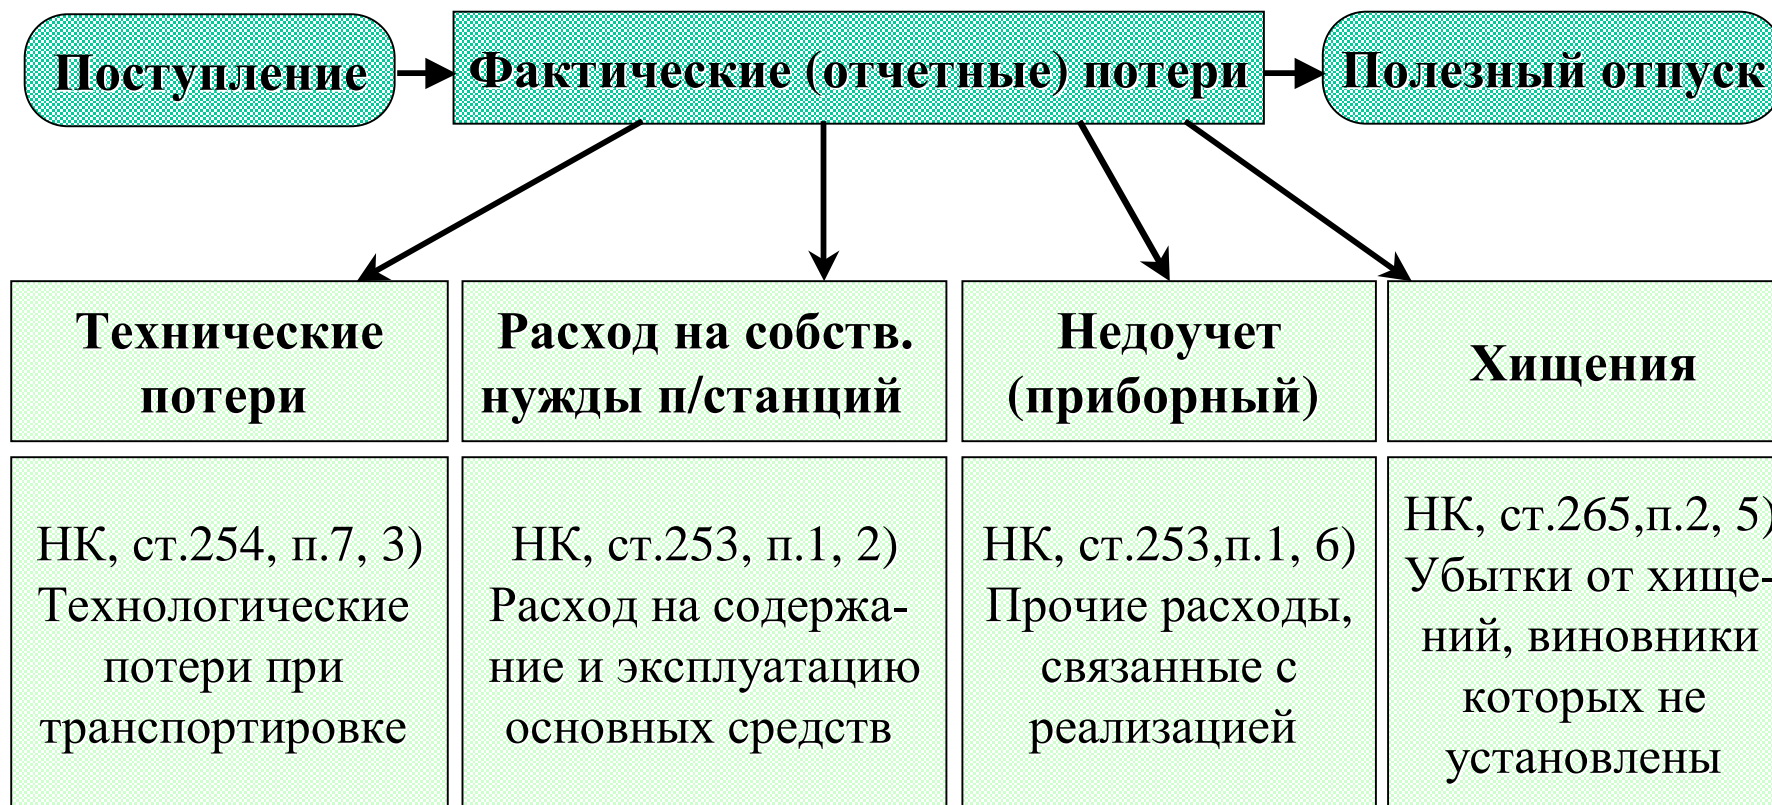 Поступление
Фактические (отчетные) потери
Полезный отпуск
Технические
потери
Расход на собств.
нужды п/станций
Недоучет
(приборный)
Хищения
НК, ст.254, п.7, 3)
Технологические
потери при
транспортировке
НК, ст.253, п.1, 2)
Расход на содержа-
ние и эксплуатацию
основных средств
НК, ст.253,п.1, 6)
Прочие расходы,
связанные с
реализацией
НК, ст.265,п.2, 5)
Убытки от хище-
ний, виновники
которых не
установлены